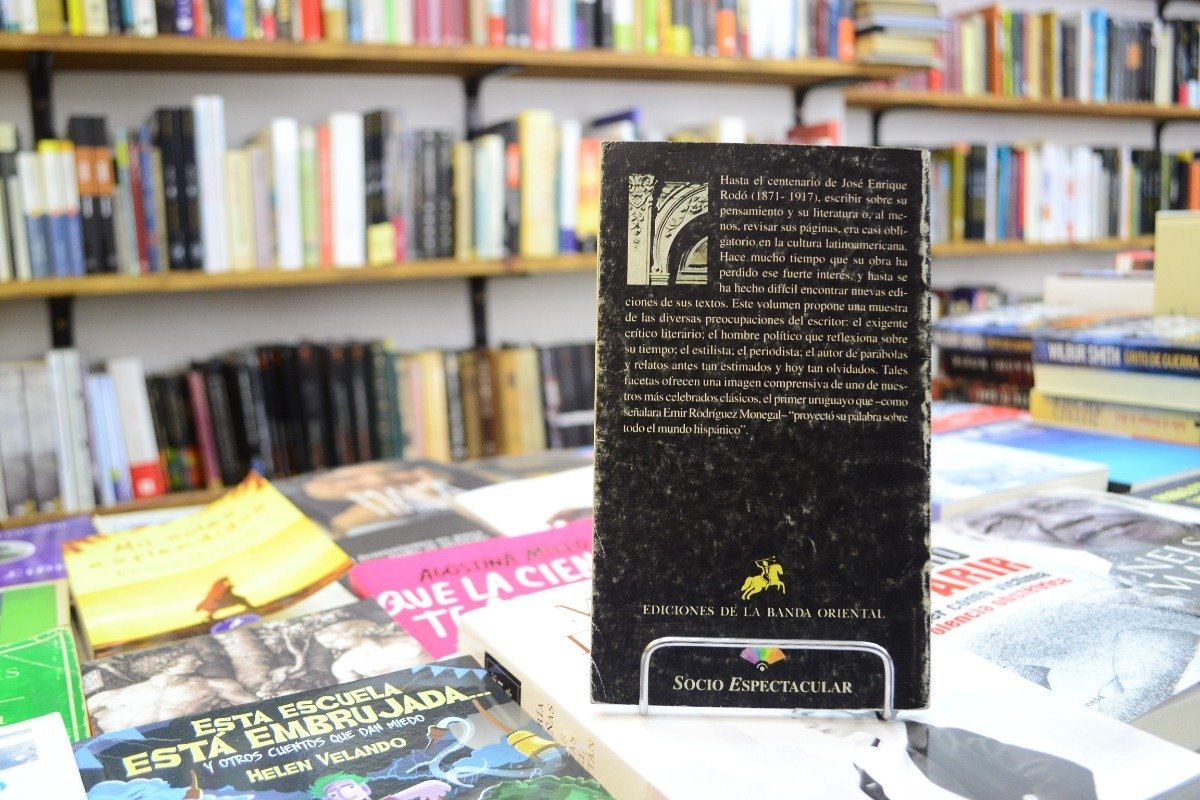 Hasta el centenario de José Enrique
Rodó (1871- 1917), escribir sobre su
pensamiento y su literatura o, al me-
nos, revisar sus páginas, era casi obli-
gatorio en la cultura latinoamericana.
Hace mucho tiempo que su obra ha
perdido ese fuerte interés, y hasta se
ha hecho difícil encontrar nuevas edi-
ciones de sus textos. Este volumen propone una muestra
de las diversas preocupaciones del escritor: el exigente
crítico literario; el hombre político que reflexiona sobre
su tiempo; el estilista; el periodista; el autor de parábolas
y relatos antes tan estimados y hoy tan olvidados. Tales
facetas ofrecen una imagen comprensiva de uno de nues-
tros más celebrados clásicos, el primer uruguayo que –como
señalara Emir Rodríguez Monegal– “proyectó su palabra sobre
todo el mundo hispánico”.
EDICIONES DE LA BANDA ORIENTAL
SOCIO ESPECTACULAR
WILBUR SMITH GRITO DE GUERRA
AGOSTINA
QUE LA CIEN
ESTA ESCUELA
ESTÁ EMBRUJADA...
Y OTROS CUENTOS QUE DAN MIEDO
HELEN VELANDO